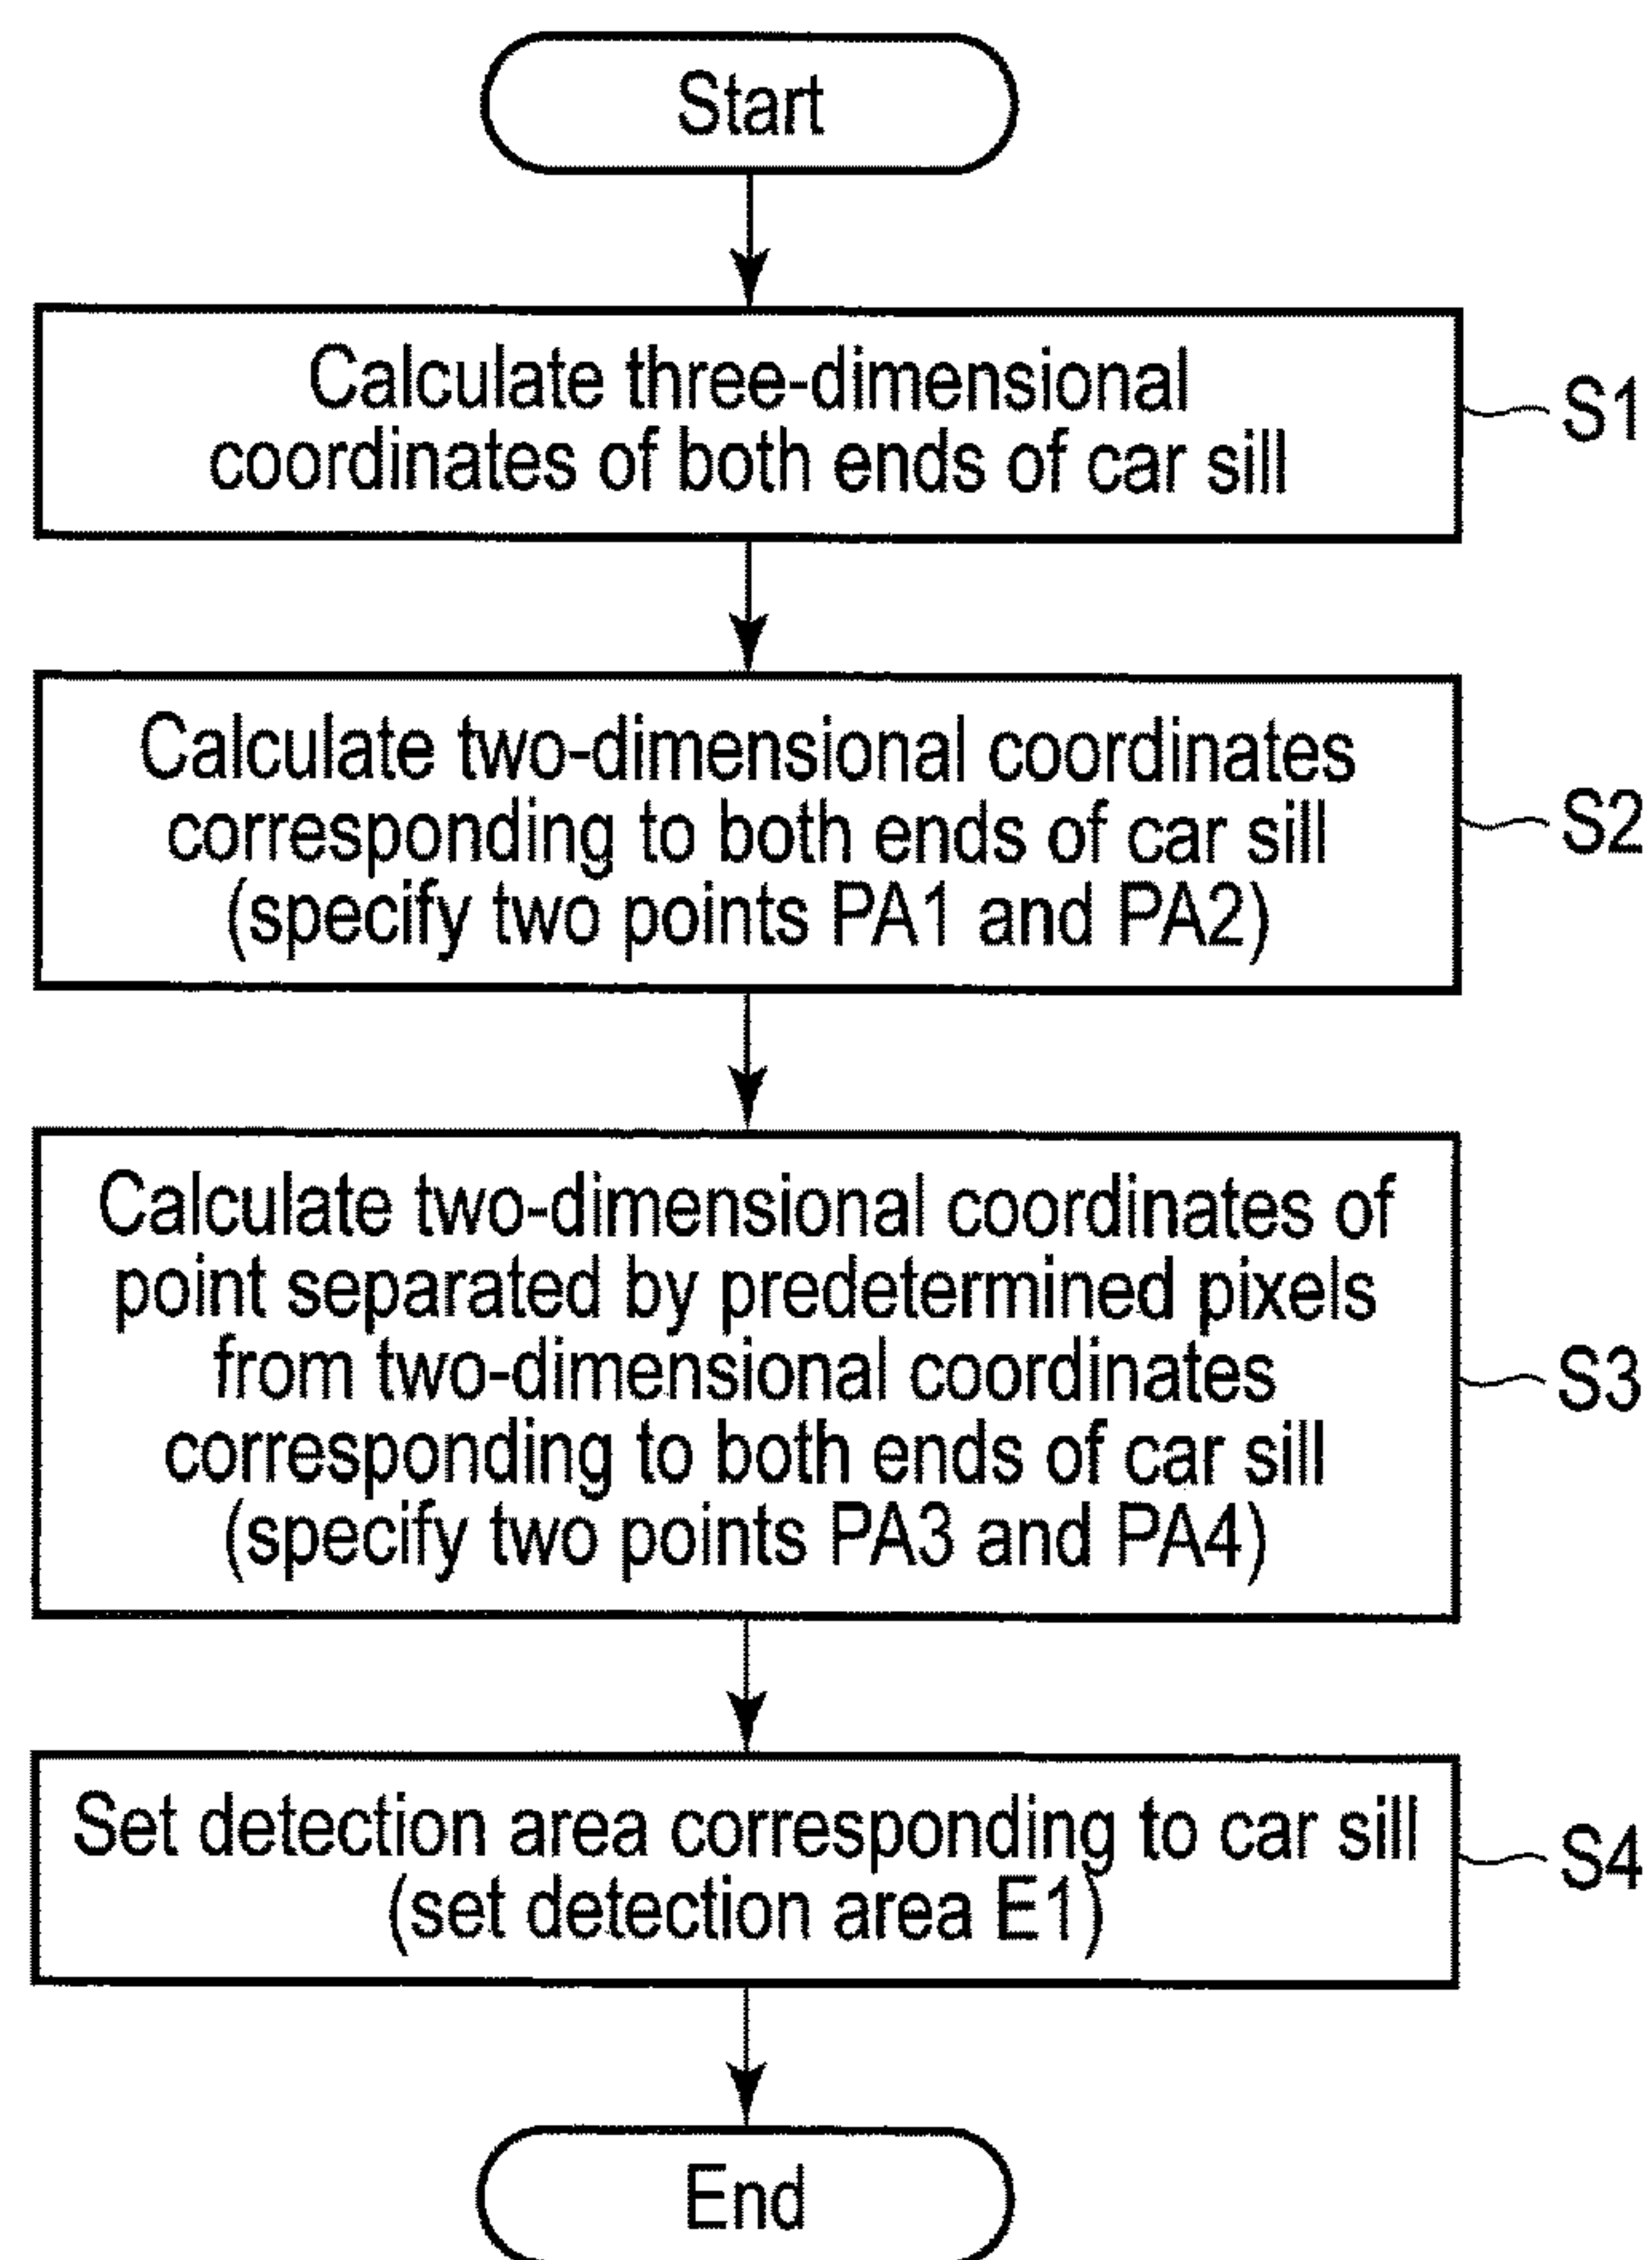 Start
Calculate three-dimensional
coordinates of both ends of car sill
S1
Calculate two-dimensional coordinates
corresponding to both ends of car sill
(specify two points PA1 and PA2)
S2
Calculate two-dimensional coordinates of
point separated by predetermined pixels
from two-dimensional coordinates
corresponding to both ends of car sill
(specify two points PA3 and PA4)
S3
Set detection area corresponding to car sill
(set detection area E1)
S4
End